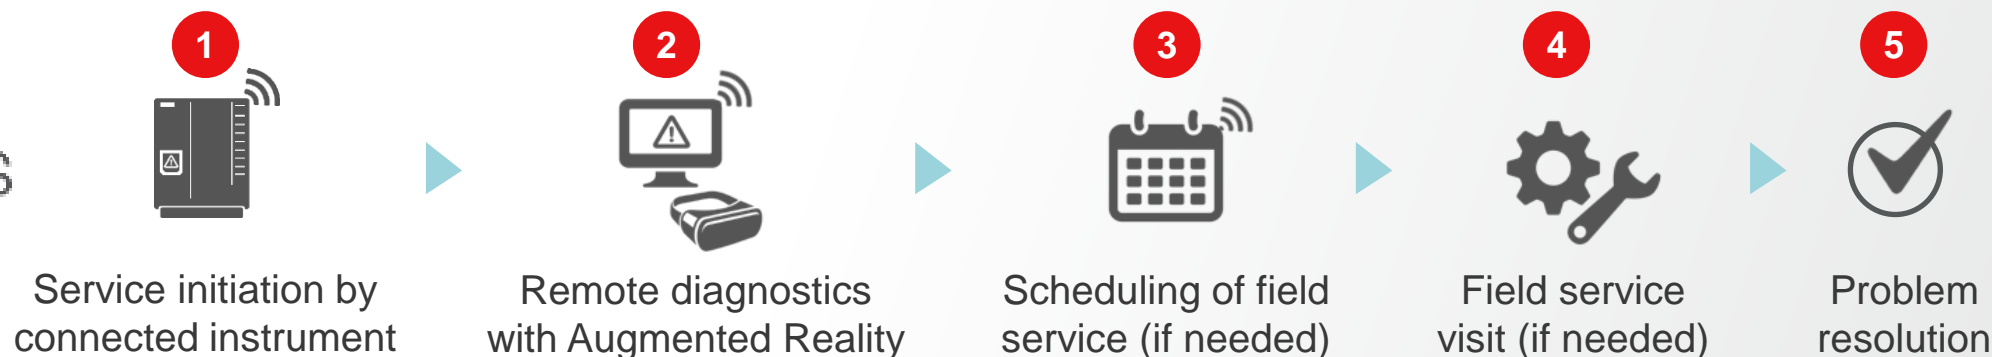 1
2
3
4
5
Service initiation by
connected instrument
Remote diagnostics
with Augmented Reality
Scheduling of field
service (if needed)
Field service
visit (if needed)
Problem
resolution